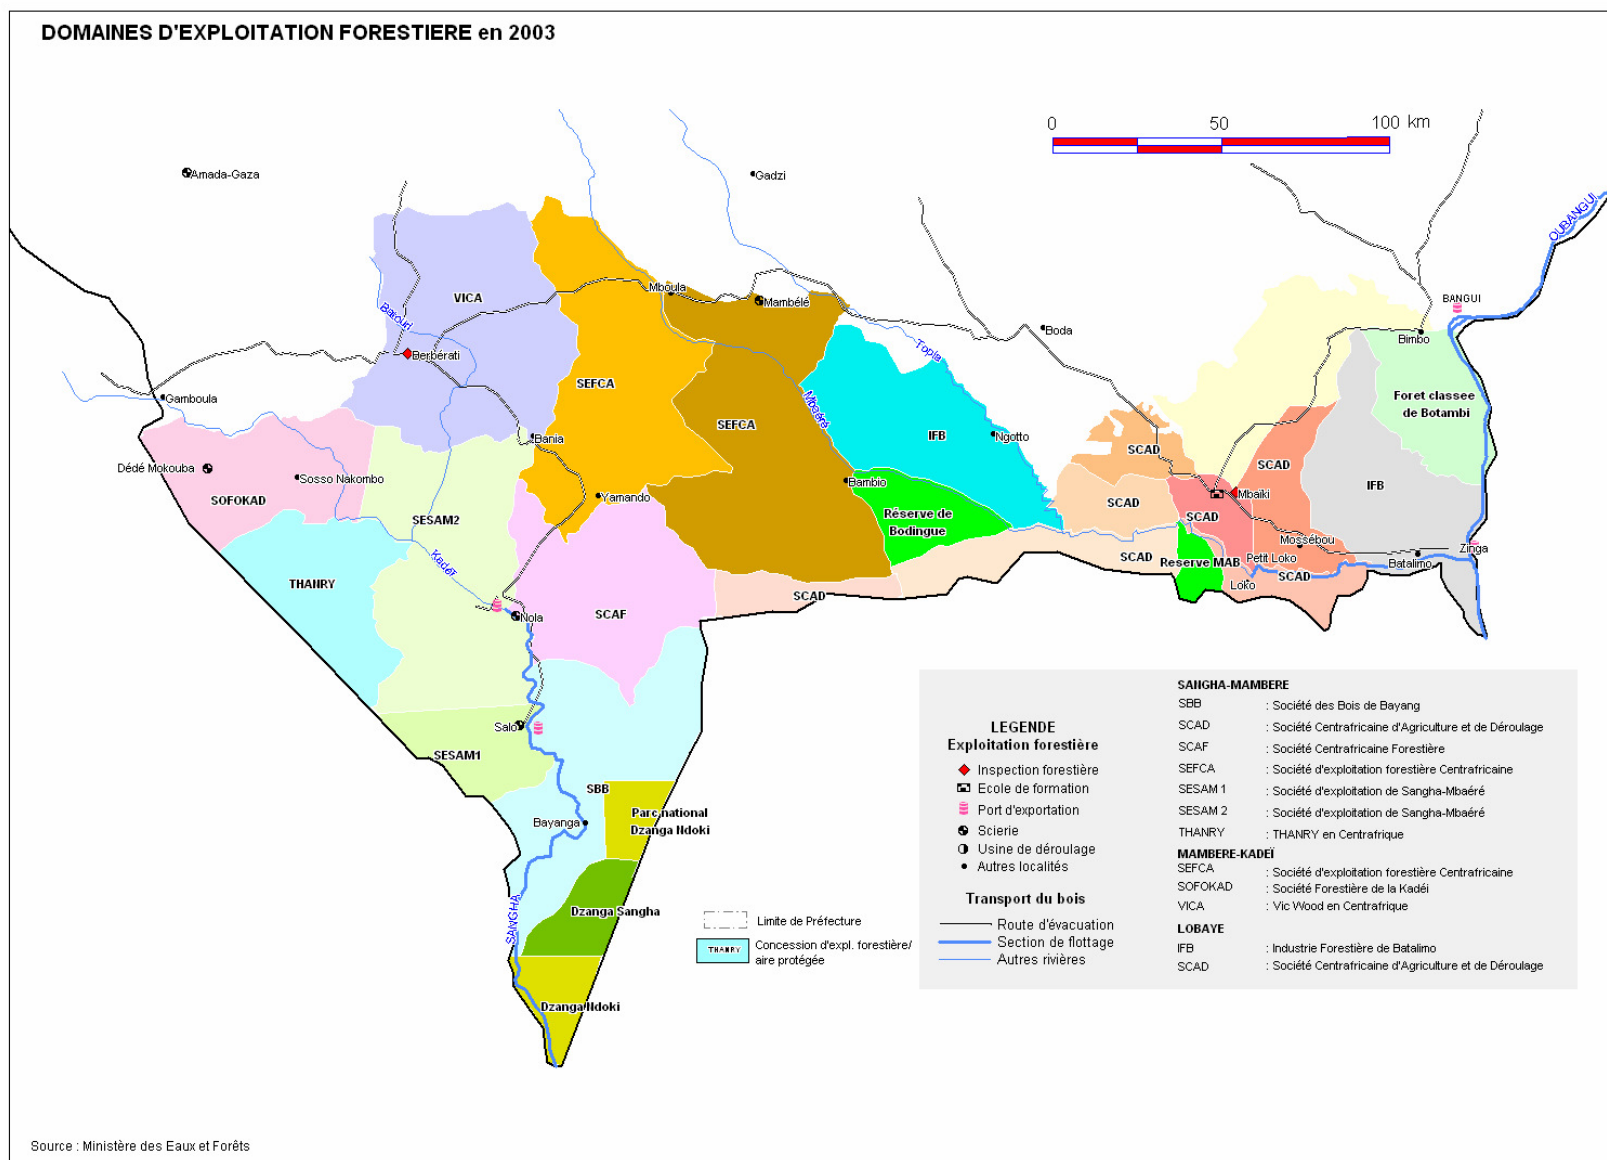 DOMAINES D'EXPLOITATION FORESTIERE en 2003
0 50 100 km
Amada-Gaza
Gadzi
OUBANGUI
VICA
Mboula
Mambélé
BANGUI
Batouri
Boda
Bimbo
Berbérati
Topia
SEFCA
Gamboula
Mbaéré
Foret classee
de Botambi
SEFCA
Bania
IFB
Ngotto
Dédé Mokouba
SCAD
SCAD
Sosso Nakombo
SOFOKAD
Yamando
Bambio
Mbaïki
IFB
SCAD
SESAM2
Réserve de
Bodingue
SCAD
Mossébou
Zinga
Kadéï
THANRY
SCAD
Reserve MAB
Petit Loko
Batalimo
SCAD
Loko
SCAD
Nola
SCAF
Salo
SESAM1
SBB
Parc national
Dzanga Ndoki
Bayanga
SANGHA
Dzanga Sangha
Dzanga Ndoki
Limite de Préfecture
THANRY
Concession d'expl. forestière/
aire protégée
LEGENDE
Exploitation forestière
Inspection forestière
Ecole de formation
Port d'exportation
Scierie
Usine de déroulage
Autres localités
Transport du bois
Route d'évacuation
Section de flottage
Autres rivières
SANGHA-MAMBERE
SBB : Société des Bois de Bayang
SCAD : Société Centrafricaine d'Agriculture et de Déroulage
SCAF : Société Centrafricaine Forestière
SEFCA : Société d'exploitation forestière Centrafricaine
SESAM 1 : Société d'exploitation de Sangha-Mbaéré
SESAM 2 : Société d'exploitation de Sangha-Mbaéré
THANRY : THANRY en Centrafrique
MAMBERE-KADEÏ
SEFCA : Société d'exploitation forestière Centrafricaine
SOFOKAD : Société Forestière de la Kadéi
VICA : Vic Wood en Centrafrique
LOBAYE
IFB : Industrie Forestière de Batalimo
SCAD : Société Centrafricaine d'Agriculture et de Déroulage
Source : Ministère des Eaux et Forêts